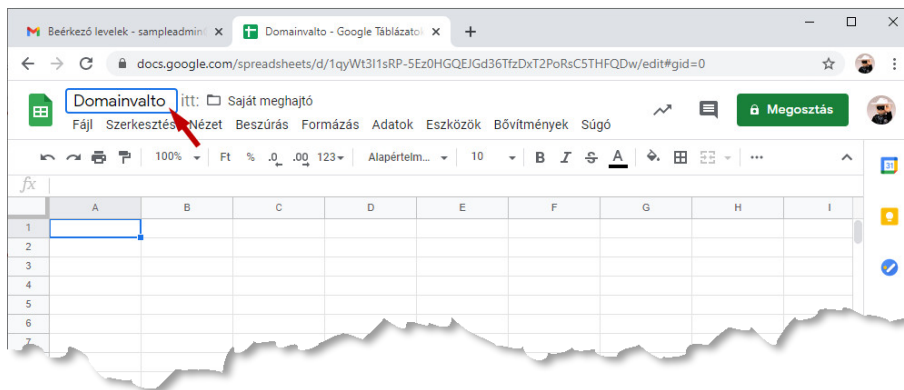 Beérkező levelek - sampleadmin
Domainvalto - Google Táblázato
docs.google.com/spreadsheets/d/1qyWt3I1sRP-5Ez0HGQEJGd36TfzDxT2PoRsC5THFQDw/edit#gid=0
Domainvalto itt: Saját meghajtó
Megosztás
Fájl Szerkesztés Nézet Beszúrás Formázás Adatok Eszközök Bővítmények Súgó
100% Ft % .0 .00 123 Alapértelm... 10 B I S A ...
31
fx
A B C D E F G H I
1
2
3
4
5
6
7